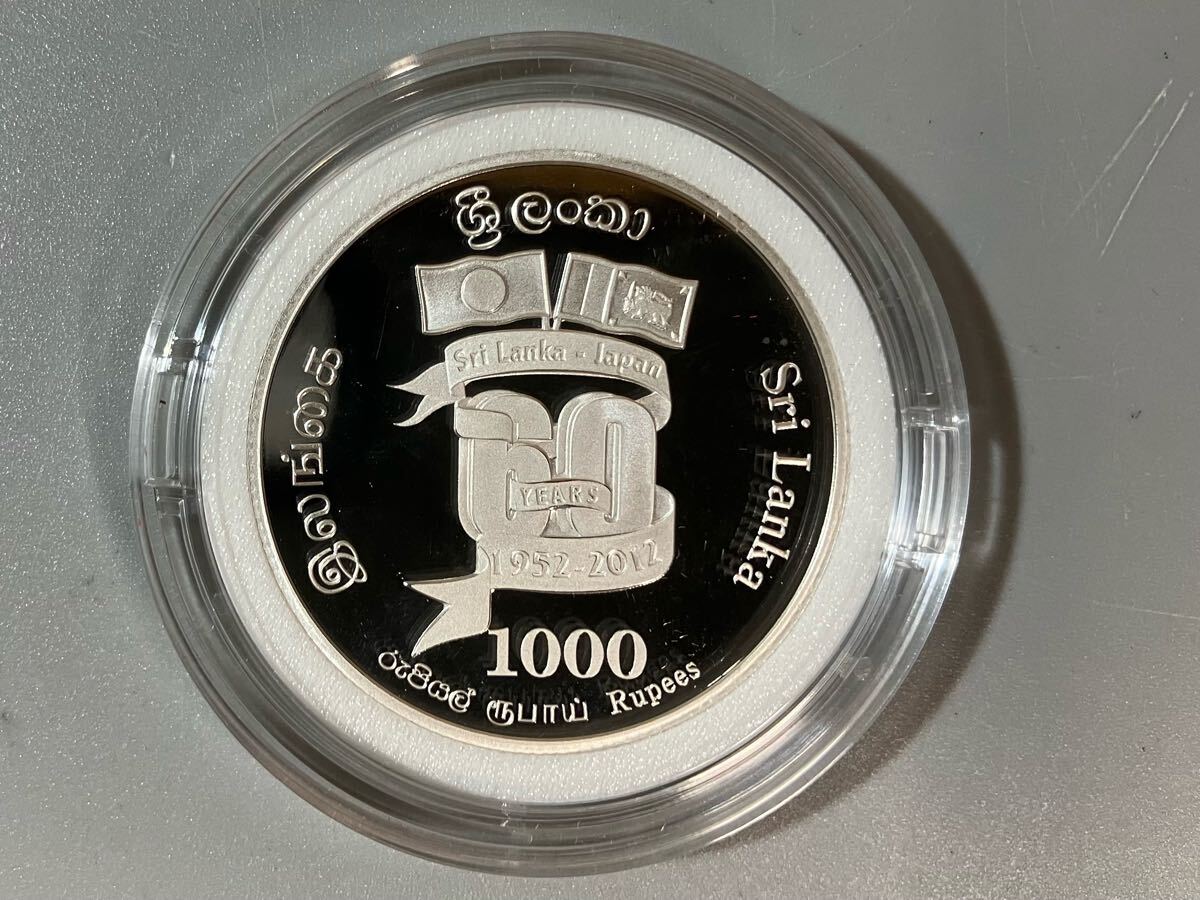 ශ්‍රී ලංකා
இலங்கை
Sri Lanka
Sri Lanka - Japan
60
YEARS
1952-2012
1000
රුපියල් ரூபாய் Rupees